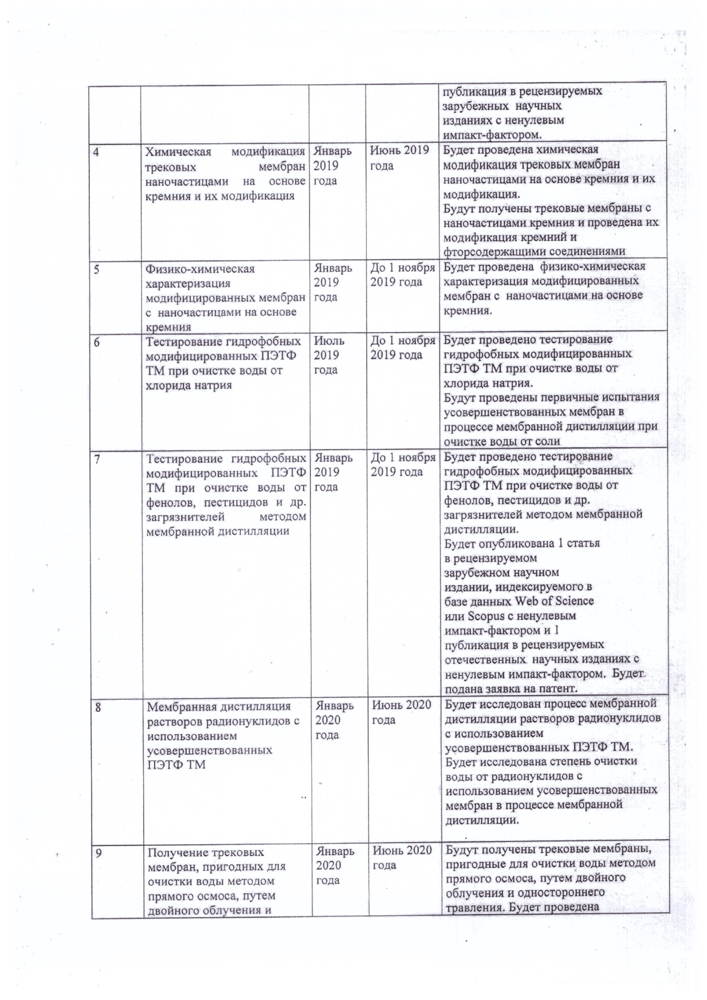 публикация в рецензируемых
зарубежных научных
изданиях с ненулевым
импакт-фактором.
4
Химическая модификация
трековых мембран
наночастицами на основе
кремния и их модификация
Январь
2019
года
Июнь 2019
года
Будет проведена химическая
модификация трековых мембран
наночастицами на основе кремния и их
модификация.
Будут получены трековые мембраны с
наночастицами кремния и проведена их
модификация кремний и
фторсодержащими соединениями
5
Физико-химическая
характеризация
модифицированных мембран
с наночастицами на основе
кремния
Январь
2019
года
До 1 ноября
2019 года
Будет проведена физико-химическая
характеризация модифицированных
мембран с наночастицами на основе
кремния.
6
Тестирование гидрофобных
модифицированных ПЭТФ
ТМ при очистке воды от
хлорида натрия
Июль
2019
года
До 1 ноября
2019 года
Будет проведено тестирование
гидрофобных модифицированных
ПЭТФ ТМ при очистке воды от
хлорида натрия.
Будут проведены первичные испытания
усовершенствованных мембран в
процессе мембранной дистилляции при
очистке воды от соли
7
Тестирование гидрофобных
модифицированных ПЭТФ
ТМ при очистке воды от
фенолов, пестицидов и др.
загрязнителей методом
мембранной дистилляции
Январь
2019
года
До 1 ноября
2019 года
Будет проведено тестирование
гидрофобных модифицированных
ПЭТФ ТМ при очистке воды от
фенолов, пестицидов и др.
загрязнителей методом мембранной
дистилляции.
Будет опубликована 1 статья
в рецензируемом
зарубежном научном
издании, индексируемого в
базе данных Web of Science
или Scopus с ненулевым
импакт-фактором и 1
публикация в рецензируемых
отечественных научных изданиях с
ненулевым импакт-фактором. Будет
подана заявка на патент.
8
Мембранная дистилляция
растворов радионуклидов с
использованием
усовершенствованных
ПЭТФ ТМ
Январь
2020
года
Июнь 2020
года
Будет исследован процесс мембранной
дистилляции растворов радионуклидов
с использованием
усовершенствованных ПЭТФ ТМ.
Будет исследована степень очистки
воды от радионуклидов с
использованием усовершенствованных
мембран в процессе мембранной
дистилляции.
9
Получение трековых
мембран, пригодных для
очистки воды методом
прямого осмоса, путем
двойного облучения и
Январь
2020
года
Июнь 2020
года
Будут получены трековые мембраны,
пригодные для очистки воды методом
прямого осмоса, путем двойного
облучения и одностороннего
травления. Будет проведена